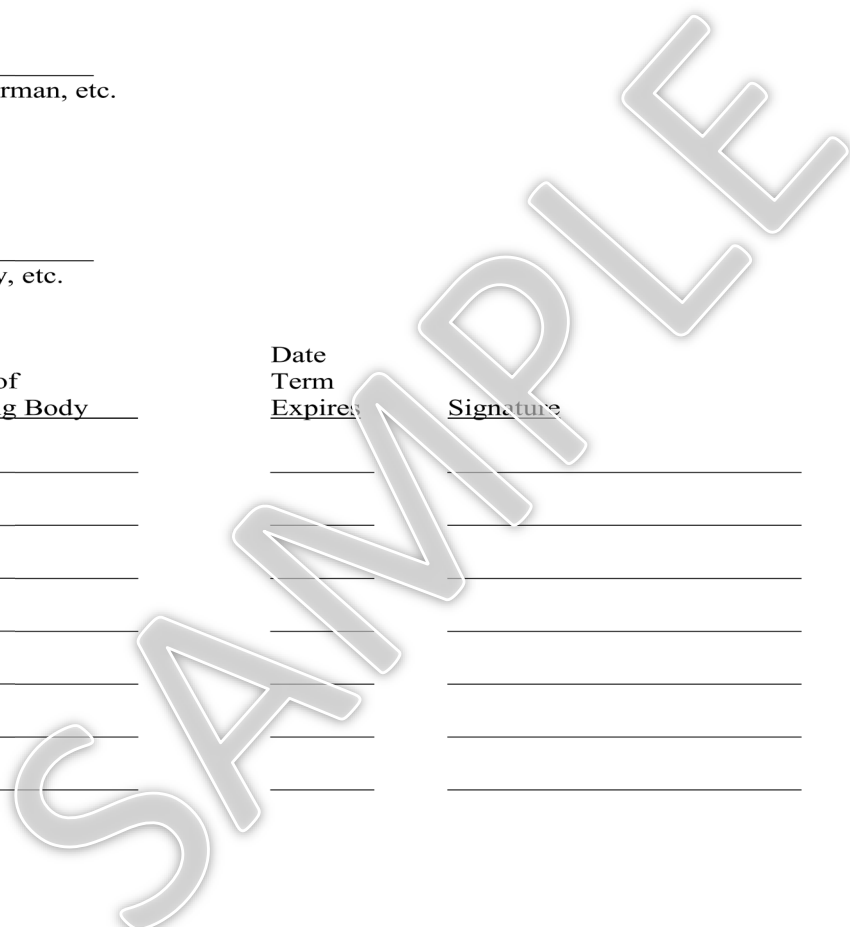 rman, etc.
y, etc.
Date
of Term
g Body Expires Signature
SAMPLE